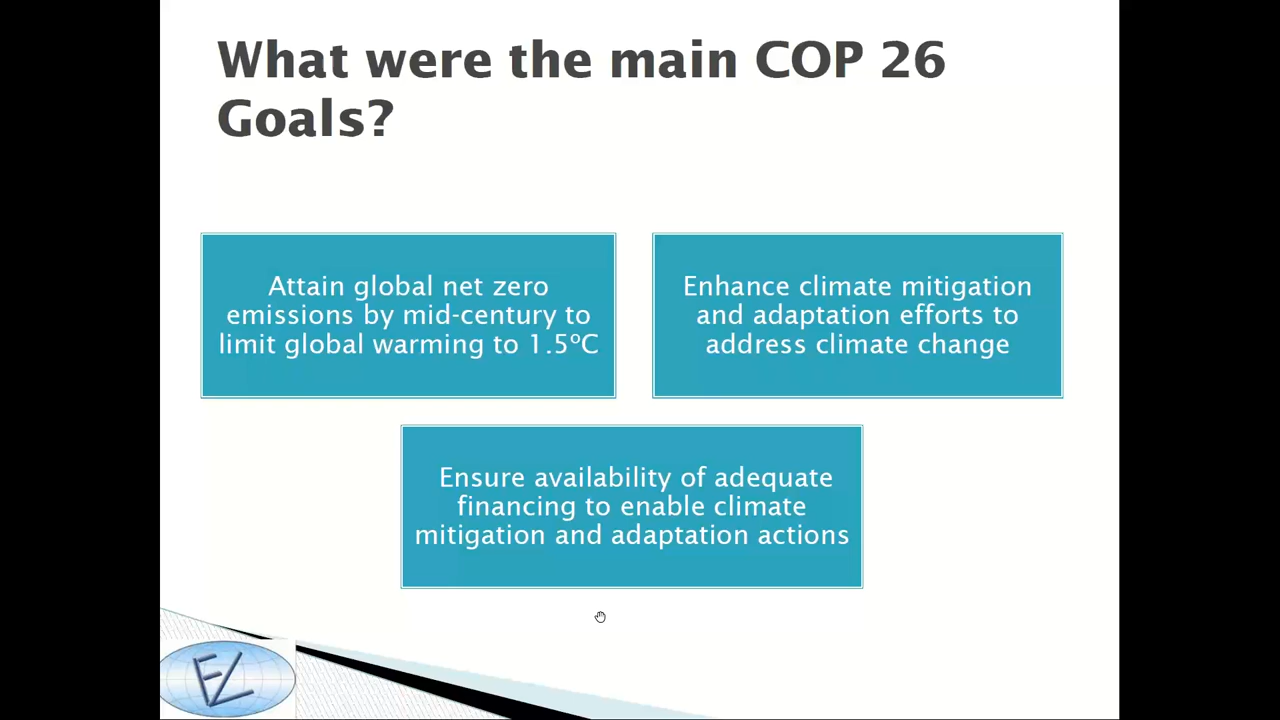 What were the main COP 26
Goals?
Attain global net zero
emissions by mid-century to
limit global warming to 1.5°C
Enhance climate mitigation
and adaptation efforts to
address climate change
Ensure availability of adequate
financing to enable climate
mitigation and adaptation actions
EZ